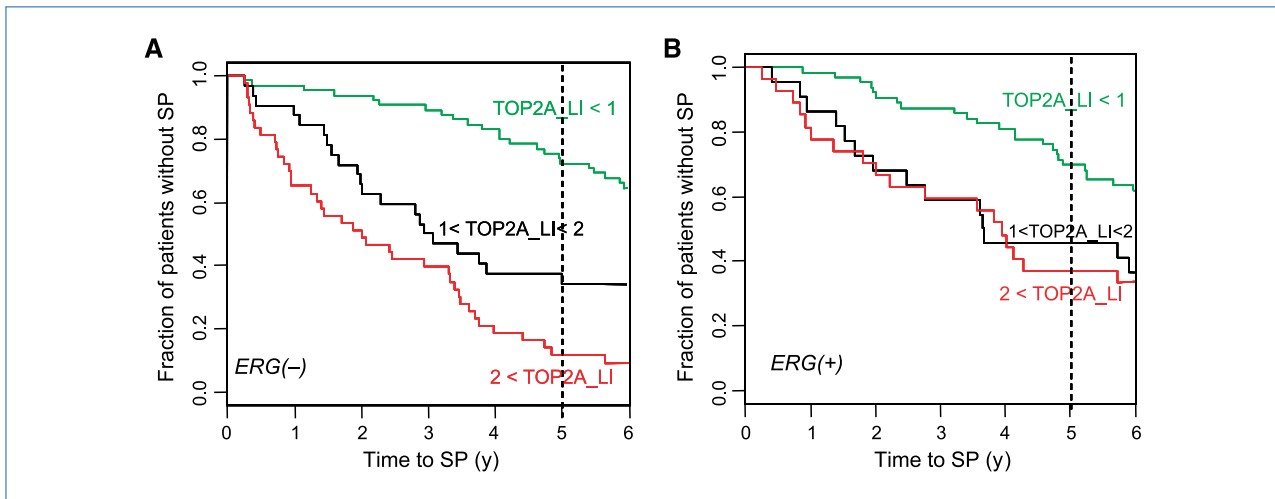 A
Fraction of patients without SP
1.0
0.8
0.6
0.4
0.2
0.0
TOP2A_LI < 1
1< TOP2A_LI< 2
2 < TOP2A_LI
ERG(–)
0 1 2 3 4 5 6
Time to SP (y)
B
Fraction of patients without SP
1.0
0.8
0.6
0.4
0.2
0.0
TOP2A_LI < 1
1<TOP2A_LI<2
2 < TOP2A_LI
ERG(+)
0 1 2 3 4 5 6
Time to SP (y)